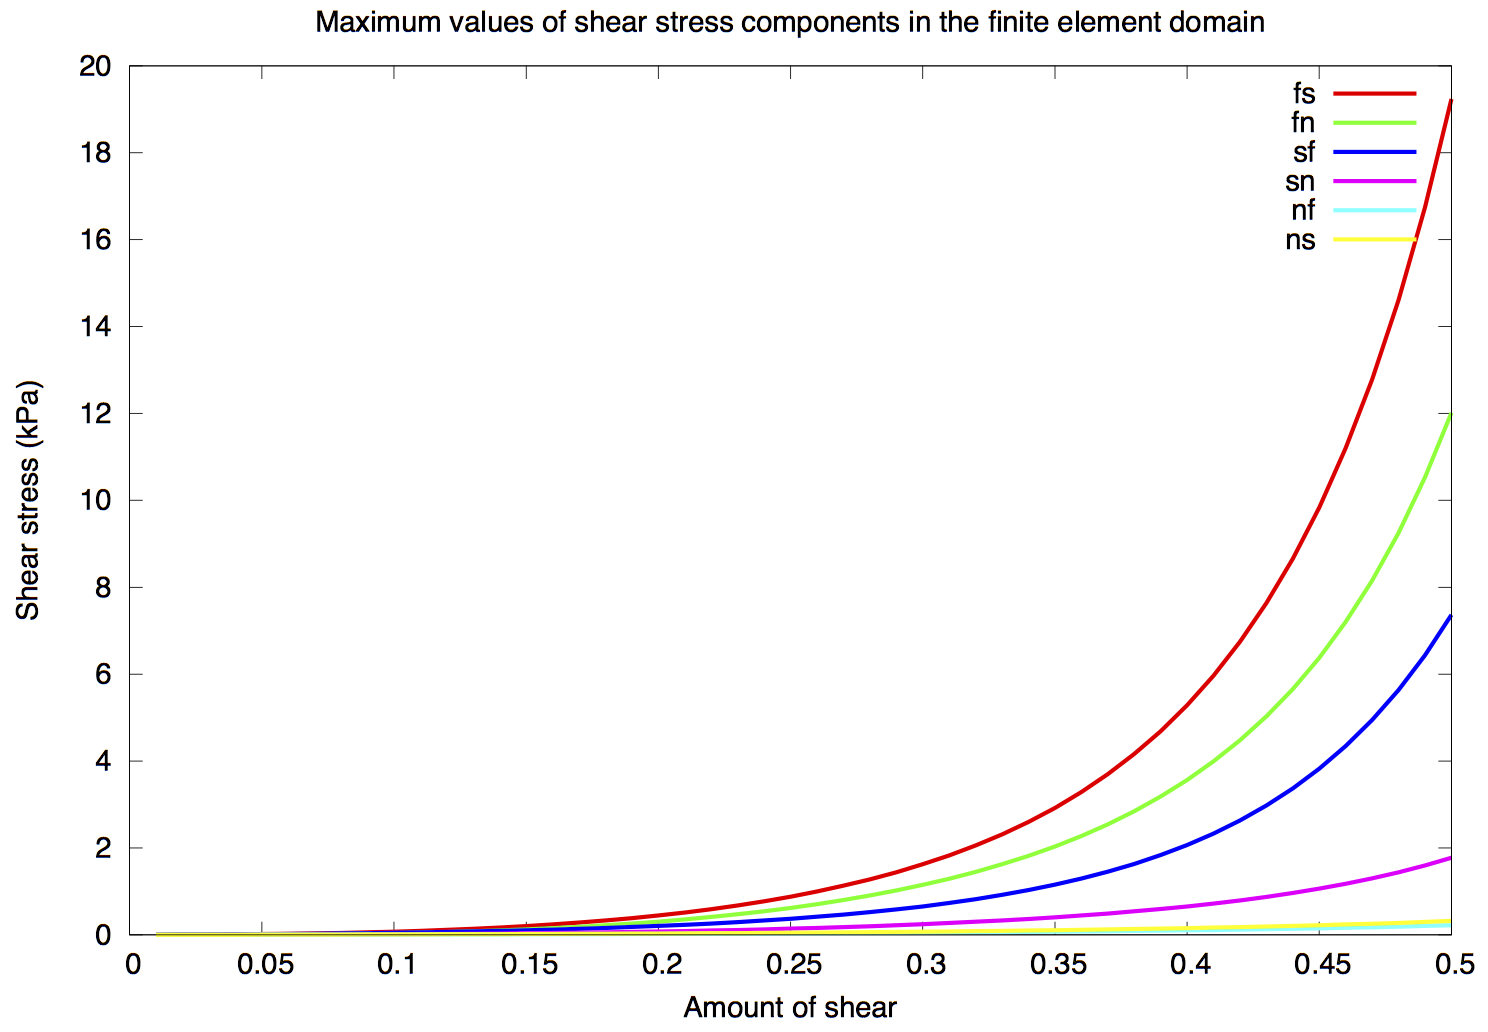 Maximum values of shear stress components in the finite element domain
20
18
16
14
12
10
8
6
4
2
0
Shear stress (kPa)
fs
fn
sf
sn
nf
ns
0 0.05 0.1 0.15 0.2 0.25 0.3 0.35 0.4 0.45 0.5
Amount of shear